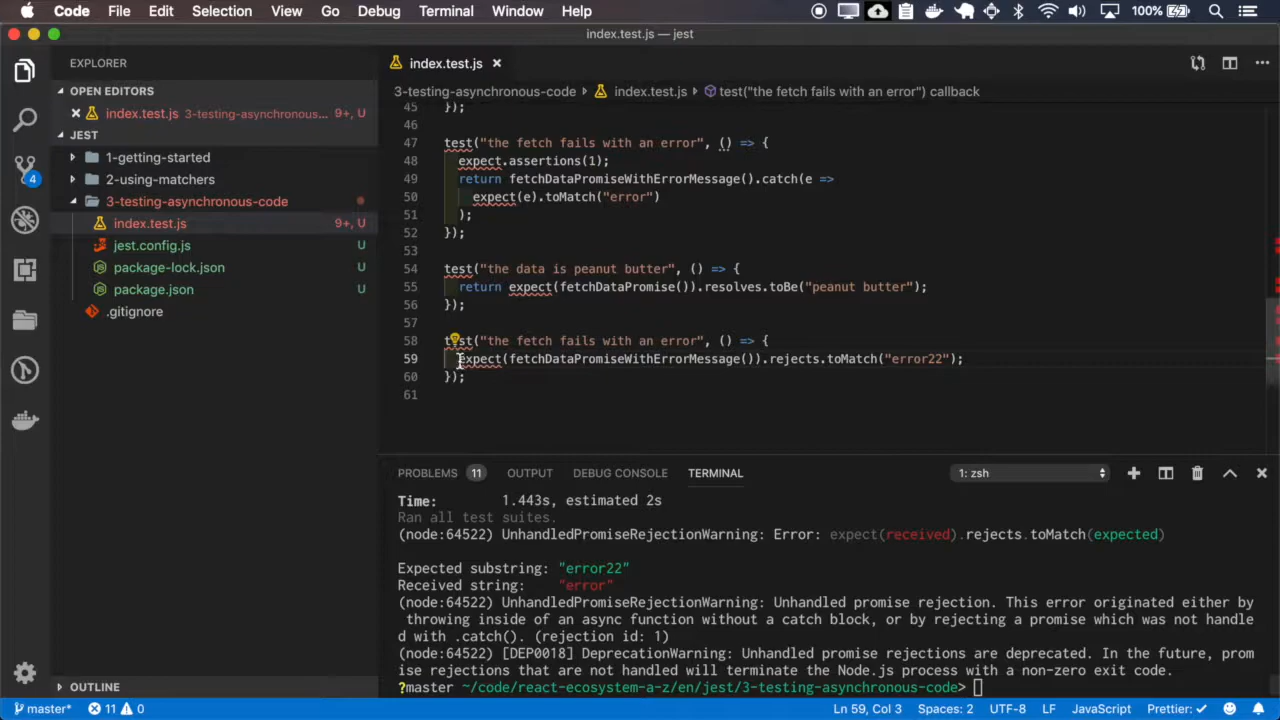 Code File Edit Selection View Go Debug Terminal Window Help 100%
index.test.js — jest
EXPLORER
OPEN EDITORS
index.test.js 3-testing-asynchronous... 9+, U
JEST
1-getting-started
2-using-matchers
3-testing-asynchronous-code
index.test.js 9+, U
jest.config.js U
package-lock.json U
package.json U
.gitignore
OUTLINE
index.test.js
3-testing-asynchronous-code index.test.js test("the fetch fails with an error") callback
45 });
46
47 test("the fetch fails with an error", () => {
48 expect.assertions(1);
49 return fetchDataPromiseWithErrorMessage().catch(e =>
50 expect(e).toMatch("error")
51 );
52 });
53
54 test("the data is peanut butter", () => {
55 return expect(fetchDataPromise()).resolves.toBe("peanut butter");
56 });
57
58 test("the fetch fails with an error", () => {
59 expect(fetchDataPromiseWithErrorMessage()).rejects.toMatch("error22");
60 });
61
PROBLEMS 11 OUTPUT DEBUG CONSOLE TERMINAL 1: zsh
Time: 1.443s, estimated 2s
Ran all test suites.
(node:64522) UnhandledPromiseRejectionWarning: Error: expect(received).rejects.toMatch(expected)
Expected substring: "error22"
Received string: "error"
(node:64522) UnhandledPromiseRejectionWarning: Unhandled promise rejection. This error originated either by
throwing inside of an async function without a catch block, or by rejecting a promise which was not handle
d with .catch(). (rejection id: 1)
(node:64522) [DEP0018] DeprecationWarning: Unhandled promise rejections are deprecated. In the future, prom
ise rejections that are not handled will terminate the Node.js process with a non-zero exit code.
?master ~/code/react-ecosystem-a-z/en/jest/3-testing-asynchronous-code>
4
master* 11 0 Ln 59, Col 3 Spaces: 2 UTF-8 LF JavaScript Prettier: ✓